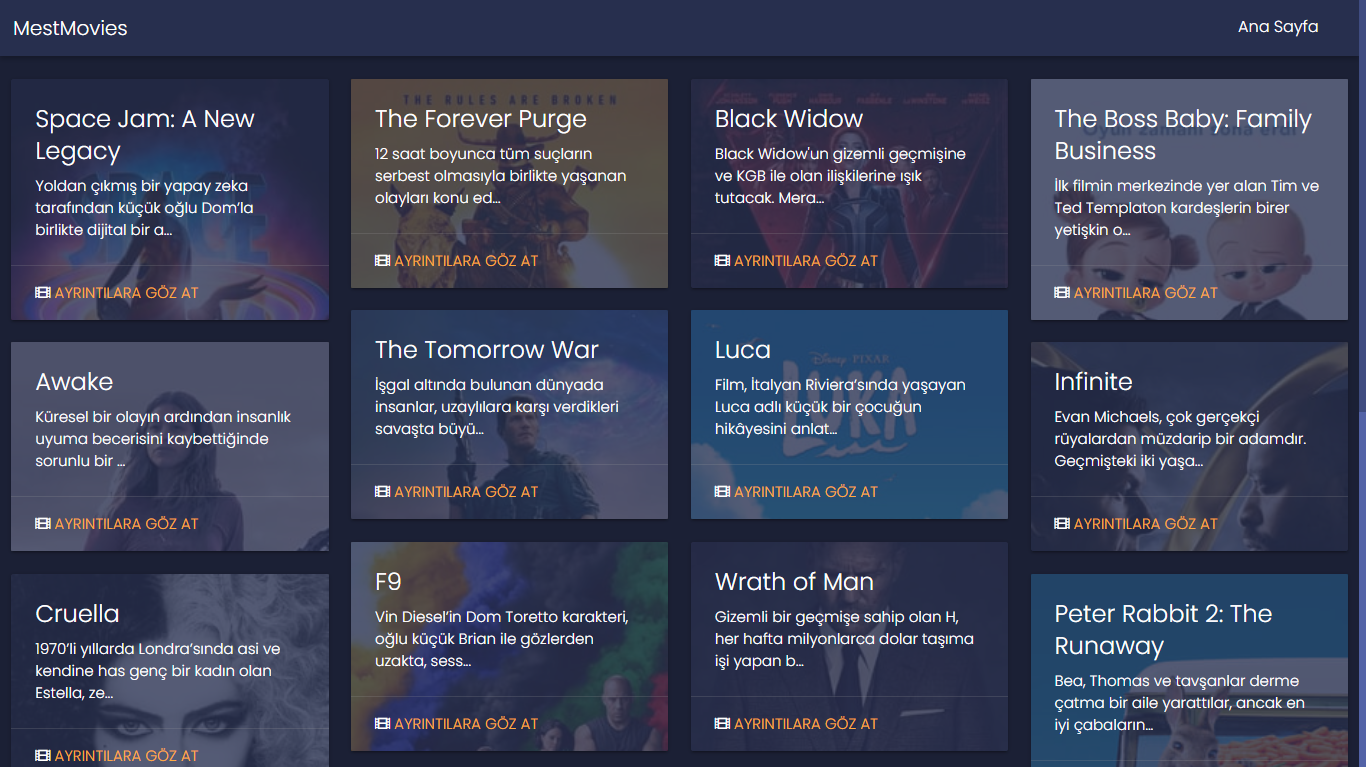 MestMovies
Ana Sayfa
Space Jam: A New
Legacy
Yoldan çıkmış bir yapay zeka
tarafından küçük oğlu Dom’la
birlikte dijital bir a...
AYRINTILARA GÖZ AT
THE RULES ARE BROKEN
The Forever Purge
12 saat boyunca tüm suçların
serbest olmasıyla birlikte yaşanan
olayları konu ed...
AYRINTILARA GÖZ AT
Black Widow
Black Widow'un gizemli geçmişine
ve KGB ile olan ilişkilerine ışık
tutacak. Mera...
AYRINTILARA GÖZ AT
The Boss Baby: Family
Business
İlk filmin merkezinde yer alan Tim ve
Ted Templaton kardeşlerin birer
yetişkin o...
AYRINTILARA GÖZ AT
Awake
Küresel bir olayın ardından insanlık
uyuma becerisini kaybettiğinde
sorunlu bir ...
AYRINTILARA GÖZ AT
The Tomorrow War
İşgal altında bulunan dünyada
insanlar, uzaylılara karşı verdikleri
savaşta büyü...
AYRINTILARA GÖZ AT
Luca
Disney PIXAR
LUKA
Film, İtalyan Riviera’sında yaşayan
Luca adlı küçük bir çocuğun
hikâyesini anlat...
AYRINTILARA GÖZ AT
Infinite
Evan Michaels, çok gerçekçi
rüyalardan müzdarip bir adamdır.
Geçmişteki iki yaşa...
AYRINTILARA GÖZ AT
Cruella
1970’li yıllarda Londra’sında asi ve
kendine has genç bir kadın olan
Estella, ze...
AYRINTILARA GÖZ AT
F9
Vin Diesel’in Dom Toretto karakteri,
oğlu küçük Brian ile gözlerden
uzakta, sess...
AYRINTILARA GÖZ AT
Wrath of Man
Gizemli bir geçmişe sahip olan H,
her hafta milyonlarca dolar taşıma
işi yapan b...
AYRINTILARA GÖZ AT
Peter Rabbit 2: The
Runaway
Bea, Thomas ve tavşanlar derme
çatma bir aile yarattılar, ancak en
iyi çabaların...